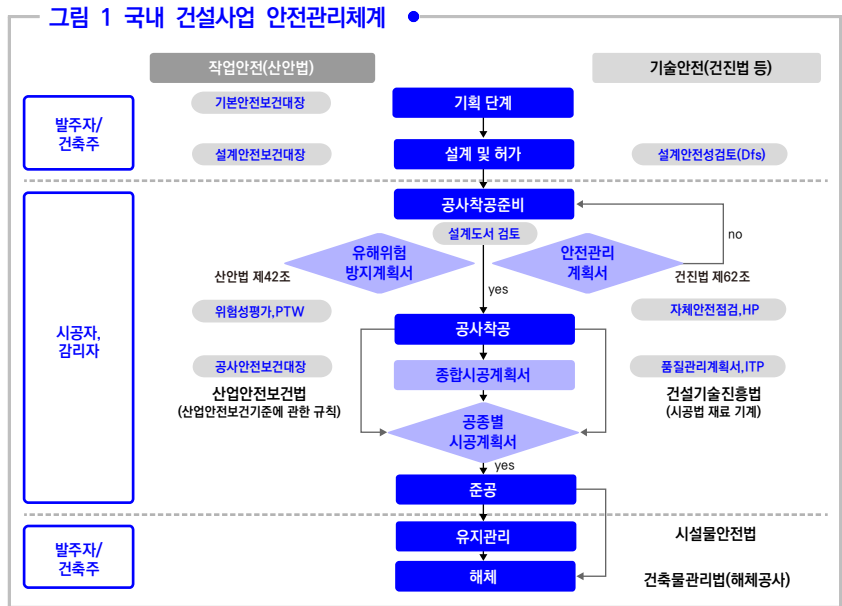 그림 1 국내 건설사업 안전관리체계
작업안전(산안법)
기술안전(건진법 등)
발주자/
건축주
기본안전보건대장
기획 단계
설계안전보건대장
설계 및 허가
설계안전성검토(Dfs)
시공자,
감리자
공사착공준비
설계도서 검토
no
유해위험
방지계획서
안전관리
계획서
산안법 제42조
건진법 제62조
yes
위험성평가,PTW
공사착공
자체안전점검,HP
공사안전보건대장
종합시공계획서
품질관리계획서,ITP
산업안전보건법
(산업안전보건기준에 관한 규칙)
건설기술진흥법
(시공법 재료 기계)
공종별
시공계획서
yes
준공
발주자/
건축주
유지관리
시설물안전법
해체
건축물관리법(해체공사)